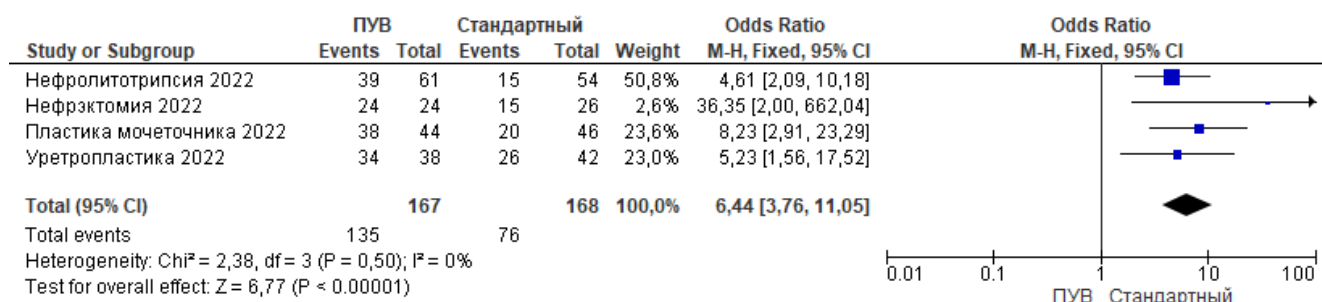 ПУВ Стандартный Odds Ratio Odds Ratio
Study or Subgroup Events Total Events Total Weight M-H, Fixed, 95% CI M-H, Fixed, 95% CI
Нефролитотрипсия 2022 39 61 15 54 50,8% 4,61 [2,09, 10,18]
Нефрэктомия 2022 24 24 15 26 2,6% 36,35 [2,00, 662,04]
Пластика мочеточника 2022 38 44 20 46 23,6% 8,23 [2,91, 23,29]
Уретропластика 2022 34 38 26 42 23,0% 5,23 [1,56, 17,52]
Total (95% CI) 167 168 100,0% 6,44 [3,76, 11,05]
Total events 135 76
Heterogeneity: Chi² = 2,38, df = 3 (P = 0,50); I² = 0%
Test for overall effect: Z = 6,77 (P < 0.00001)
0.01 0.1 1 10 100
ПУВ Стандартный